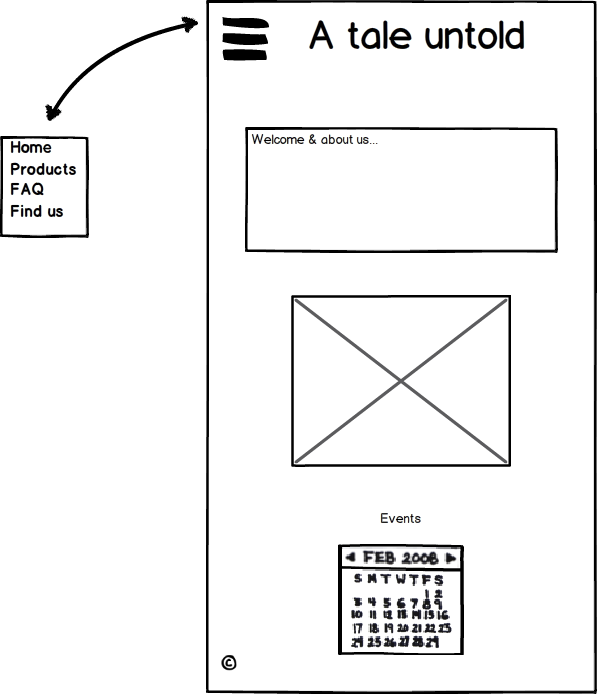 A tale untold
Home
Products
FAQ
Find us
Welcome & about us...
Events
FEB 2008
S M T W T F S
1 2
3 4 5 6 7 8 9
10 11 12 13 14 15 16
17 18 19 20 21 22 23
24 25 26 27 28 29
©